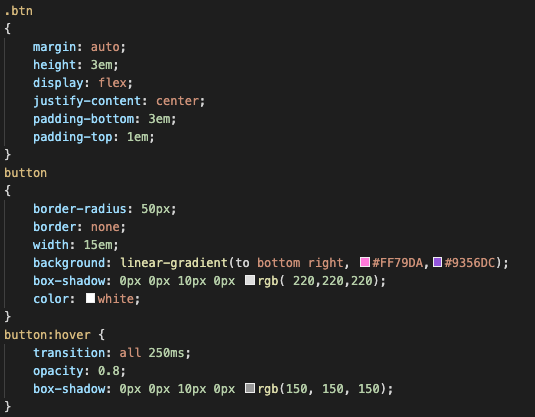 .btn
{
    margin: auto;
    height: 3em;
    display: flex;
    justify-content: center;
    padding-bottom: 3em;
    padding-top: 1em;
}
button
{
    border-radius: 50px;
    border: none;
    width: 15em;
    background: linear-gradient(to bottom right, #FF79DA,#9356DC);
    box-shadow: 0px 0px 10px 0px rgb( 220,220,220);
    color: white;
}
button:hover {
    transition: all 250ms;
    opacity: 0.8;
    box-shadow: 0px 0px 10px 0px rgb(150, 150, 150);
}